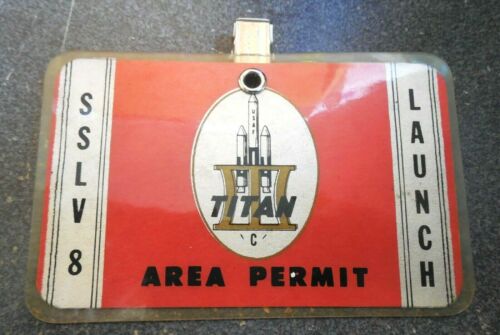 SSLV 8
USAF
III
TITAN
'C'
AREA PERMIT
LAUNCH